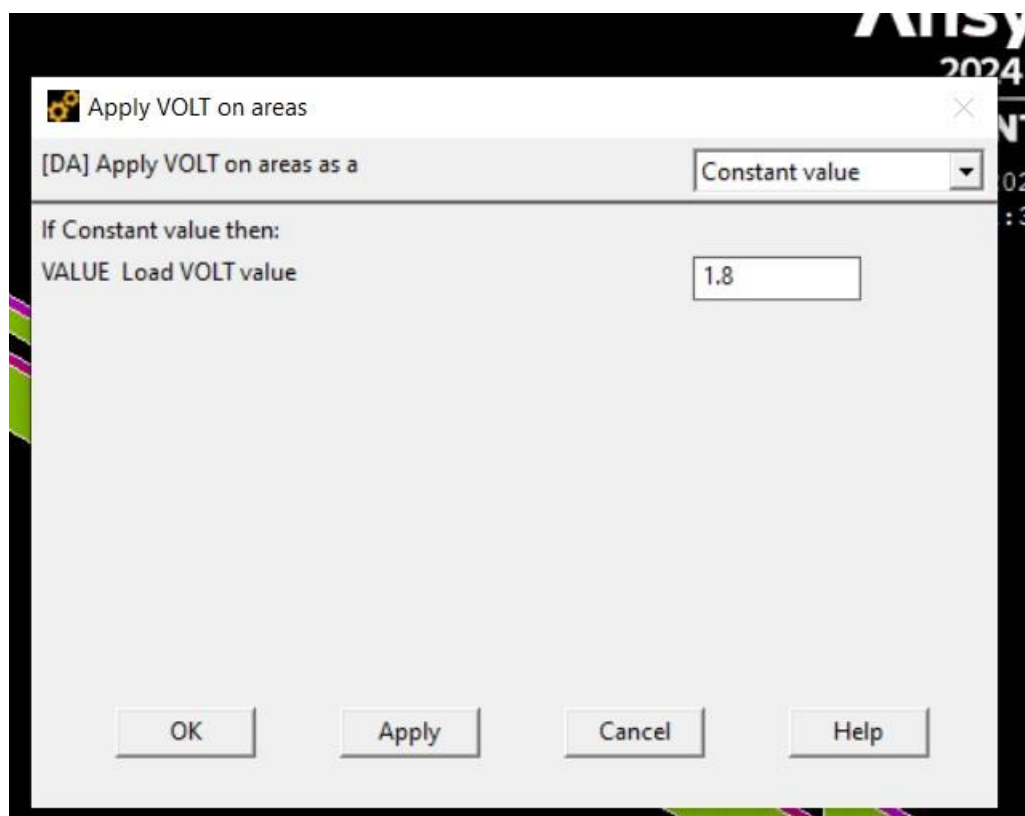 Ansy
2024
Apply VOLT on areas
[DA] Apply VOLT on areas as a
Constant value
If Constant value then:
VALUE Load VOLT value
1.8
OK
Apply
Cancel
Help